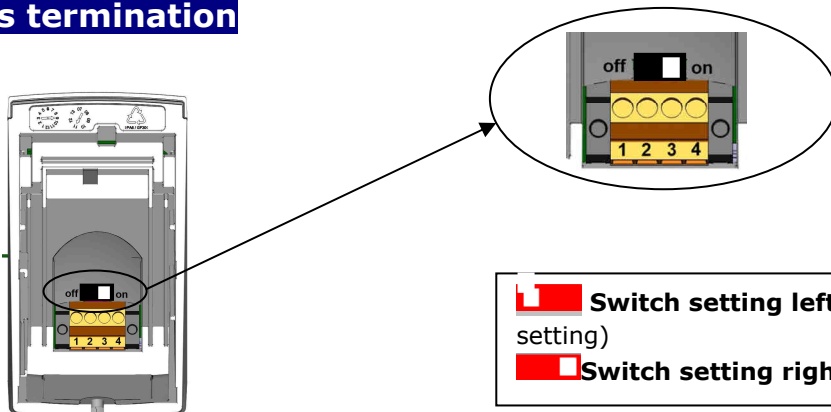 s termination
off on
1 2 3 4
off on
1 2 3 4
Switch setting left
setting)
Switch setting righ